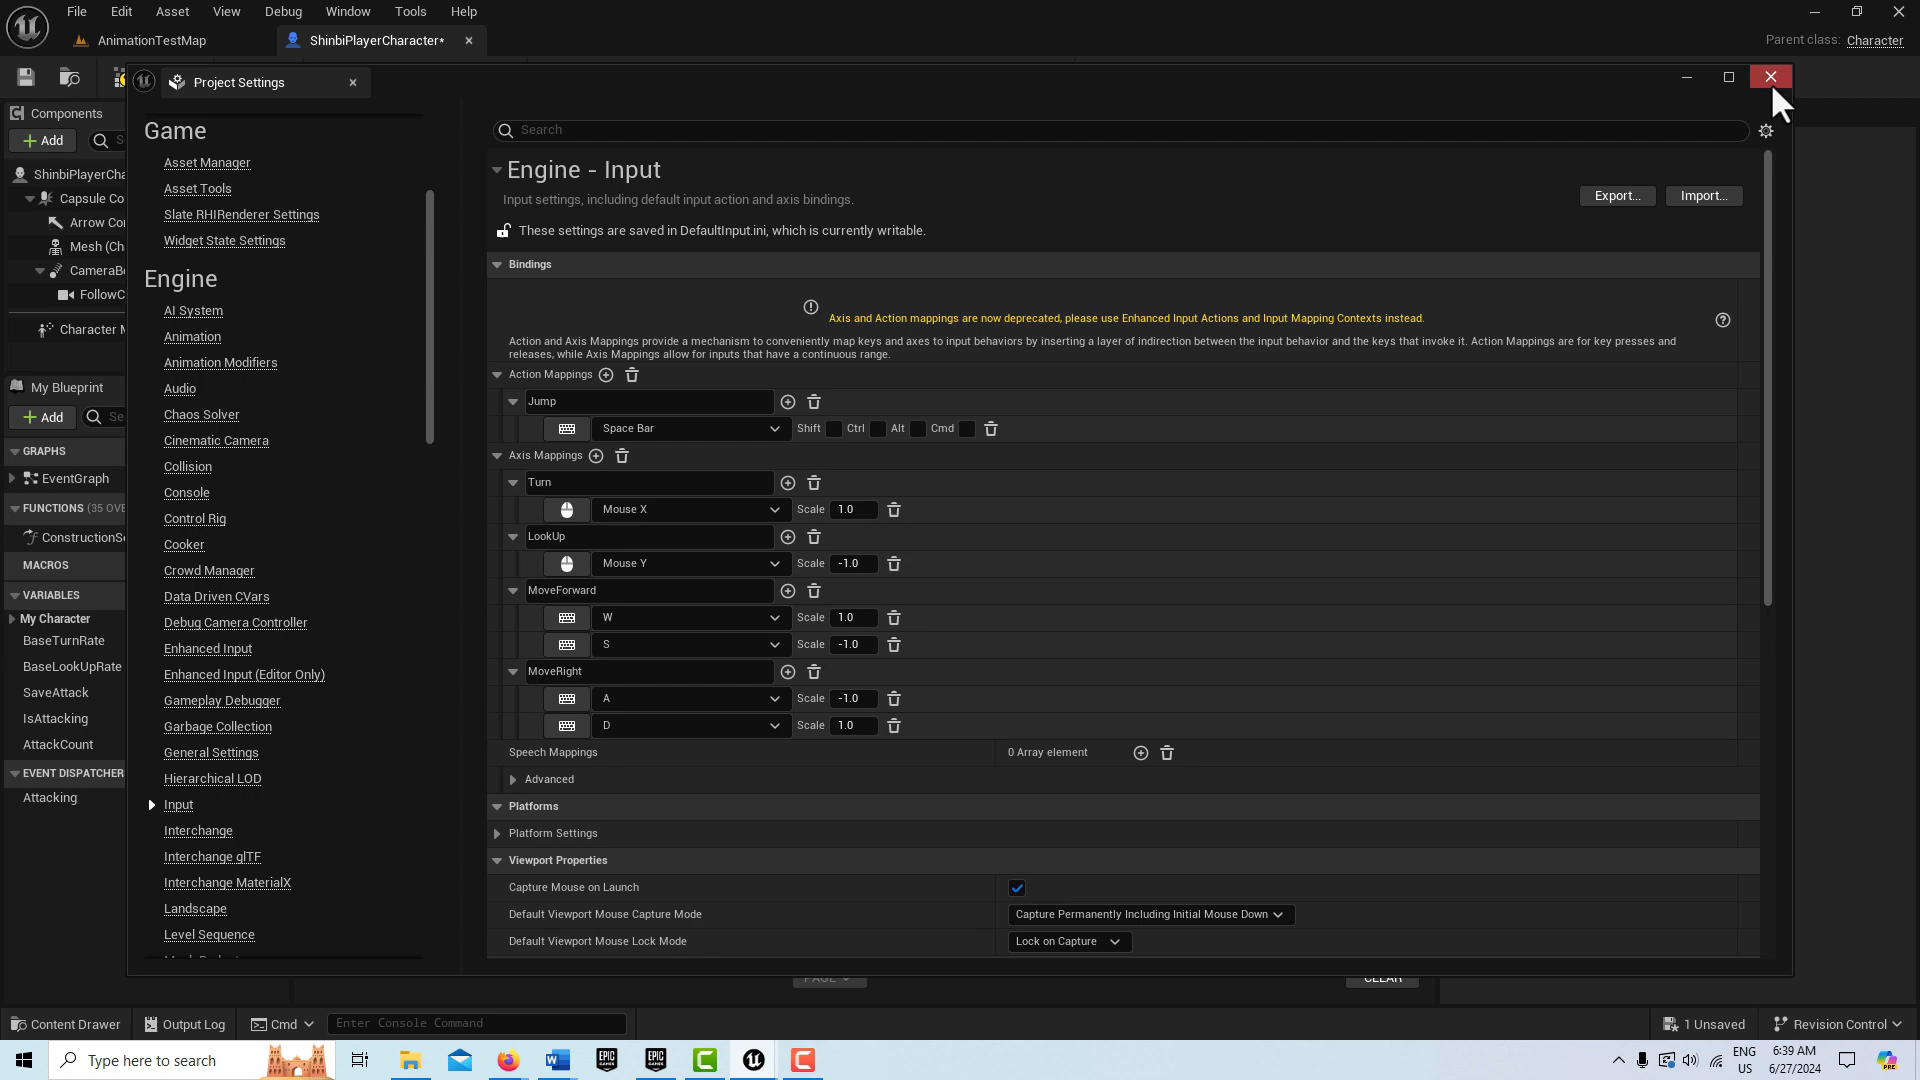 File Edit Asset View Debug Window Tools Help
AnimationTestMap
ShinbiPlayerCharacter*
Parent class: Character
Project Settings
Components
Add
ShinbiPlayerCha
Capsule Co
Arrow Co
Mesh (Ch
CameraB
FollowC
Character M
My Blueprint
Add
GRAPHS
EventGraph
FUNCTIONS (35 OVE
ConstructionSc
MACROS
VARIABLES
My Character
BaseTurnRate
BaseLookUpRate
SaveAttack
IsAttacking
AttackCount
EVENT DISPATCHER
Attacking
Game
Asset Manager
Asset Tools
Slate RHIRenderer Settings
Widget State Settings
Engine
AI System
Animation
Animation Modifiers
Audio
Chaos Solver
Cinematic Camera
Collision
Console
Control Rig
Cooker
Crowd Manager
Data Driven CVars
Debug Camera Controller
Enhanced Input
Enhanced Input (Editor Only)
Gameplay Debugger
Garbage Collection
General Settings
Hierarchical LOD
Input
Interchange
Interchange glTF
Interchange MaterialX
Landscape
Level Sequence
Search
Engine - Input
Input settings, including default input action and axis bindings.
Export... Import...
These settings are saved in DefaultInput.ini, which is currently writable.
Bindings
Axis and Action mappings are now deprecated, please use Enhanced Input Actions and Input Mapping Contexts instead.
Action and Axis Mappings provide a mechanism to conveniently map keys and axes to input behaviors by inserting a layer of indirection between the input behavior and the keys that invoke it. Action Mappings are for key presses and
releases, while Axis Mappings allow for inputs that have a continuous range.
Action Mappings
Jump
Space Bar Shift Ctrl Alt Cmd
Axis Mappings
Turn
Mouse X Scale 1.0
LookUp
Mouse Y Scale -1.0
MoveForward
W Scale 1.0
S Scale -1.0
MoveRight
A Scale -1.0
D Scale 1.0
Speech Mappings 0 Array element
Advanced
Platforms
Platform Settings
Viewport Properties
Capture Mouse on Launch
Default Viewport Mouse Capture Mode Capture Permanently Including Initial Mouse Down
Default Viewport Mouse Lock Mode Lock on Capture
PAGE CLEAR
Content Drawer Output Log Cmd Enter Console Command 1 Unsaved Revision Control
Type here to search
ENG
US
6:39 AM
6/27/2024